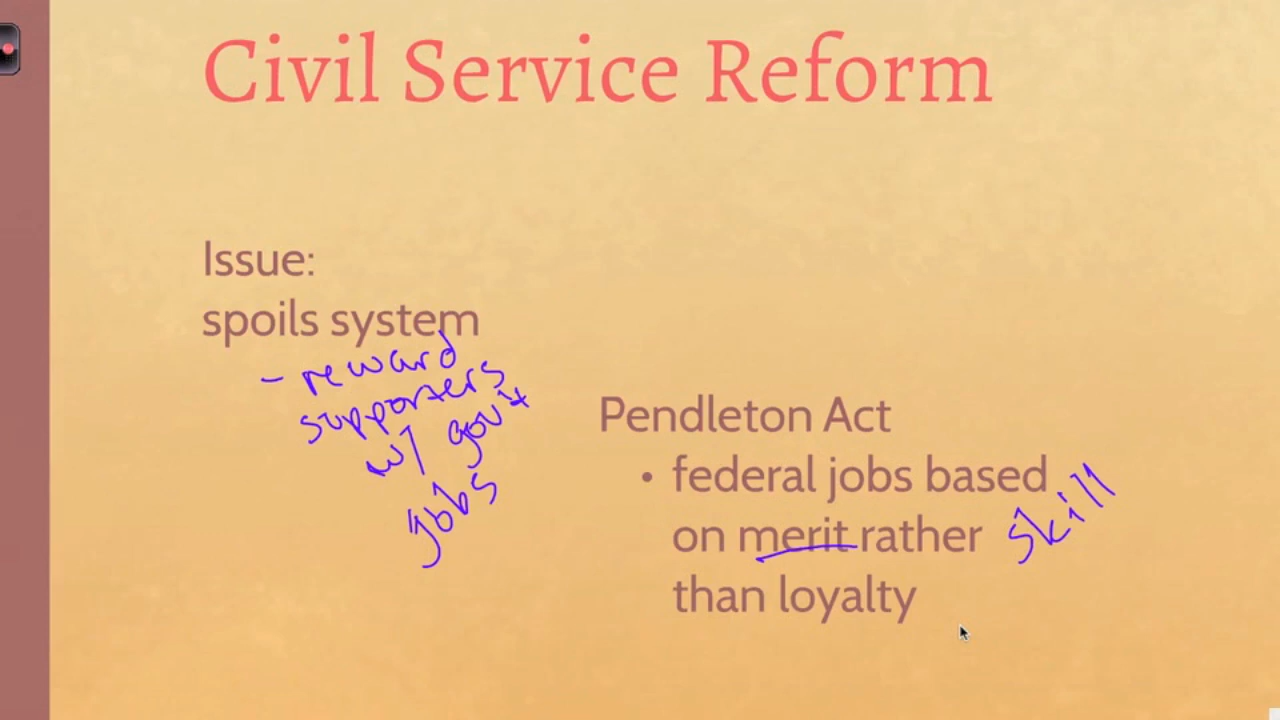 Civil Service Reform
Issue:
spoils system
- reward
supporters
w/ gov't
jobs
Pendleton Act
• federal jobs based
on merit rather
skill
than loyalty